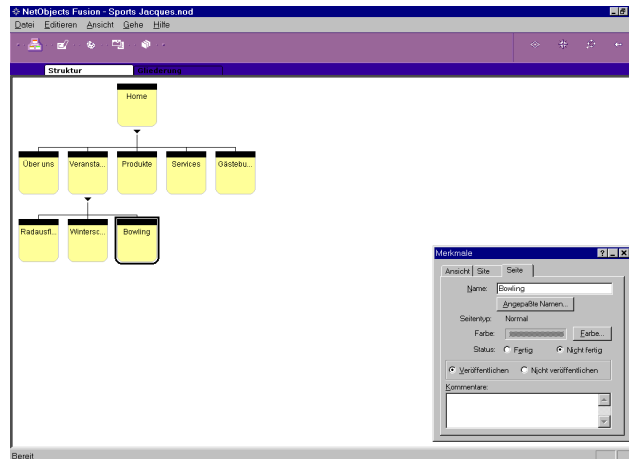 NetObjects Fusion - Sports Jacques.nod
Datei Editieren Ansicht Gehe Hilfe
Struktur Gliederung
Home
Über uns Veransta... Produkte Services Gästebu...
Radausfl... Wintersc... Bowling
Merkmale
Ansicht Site Seite
Name: Bowling
Angepaßte Namen...
Seitentyp: Normal
Farbe: Farbe...
Status: Fertig Nicht fertig
Veröffentlichen Nicht veröffentlichen
Kommentare:
Bereit